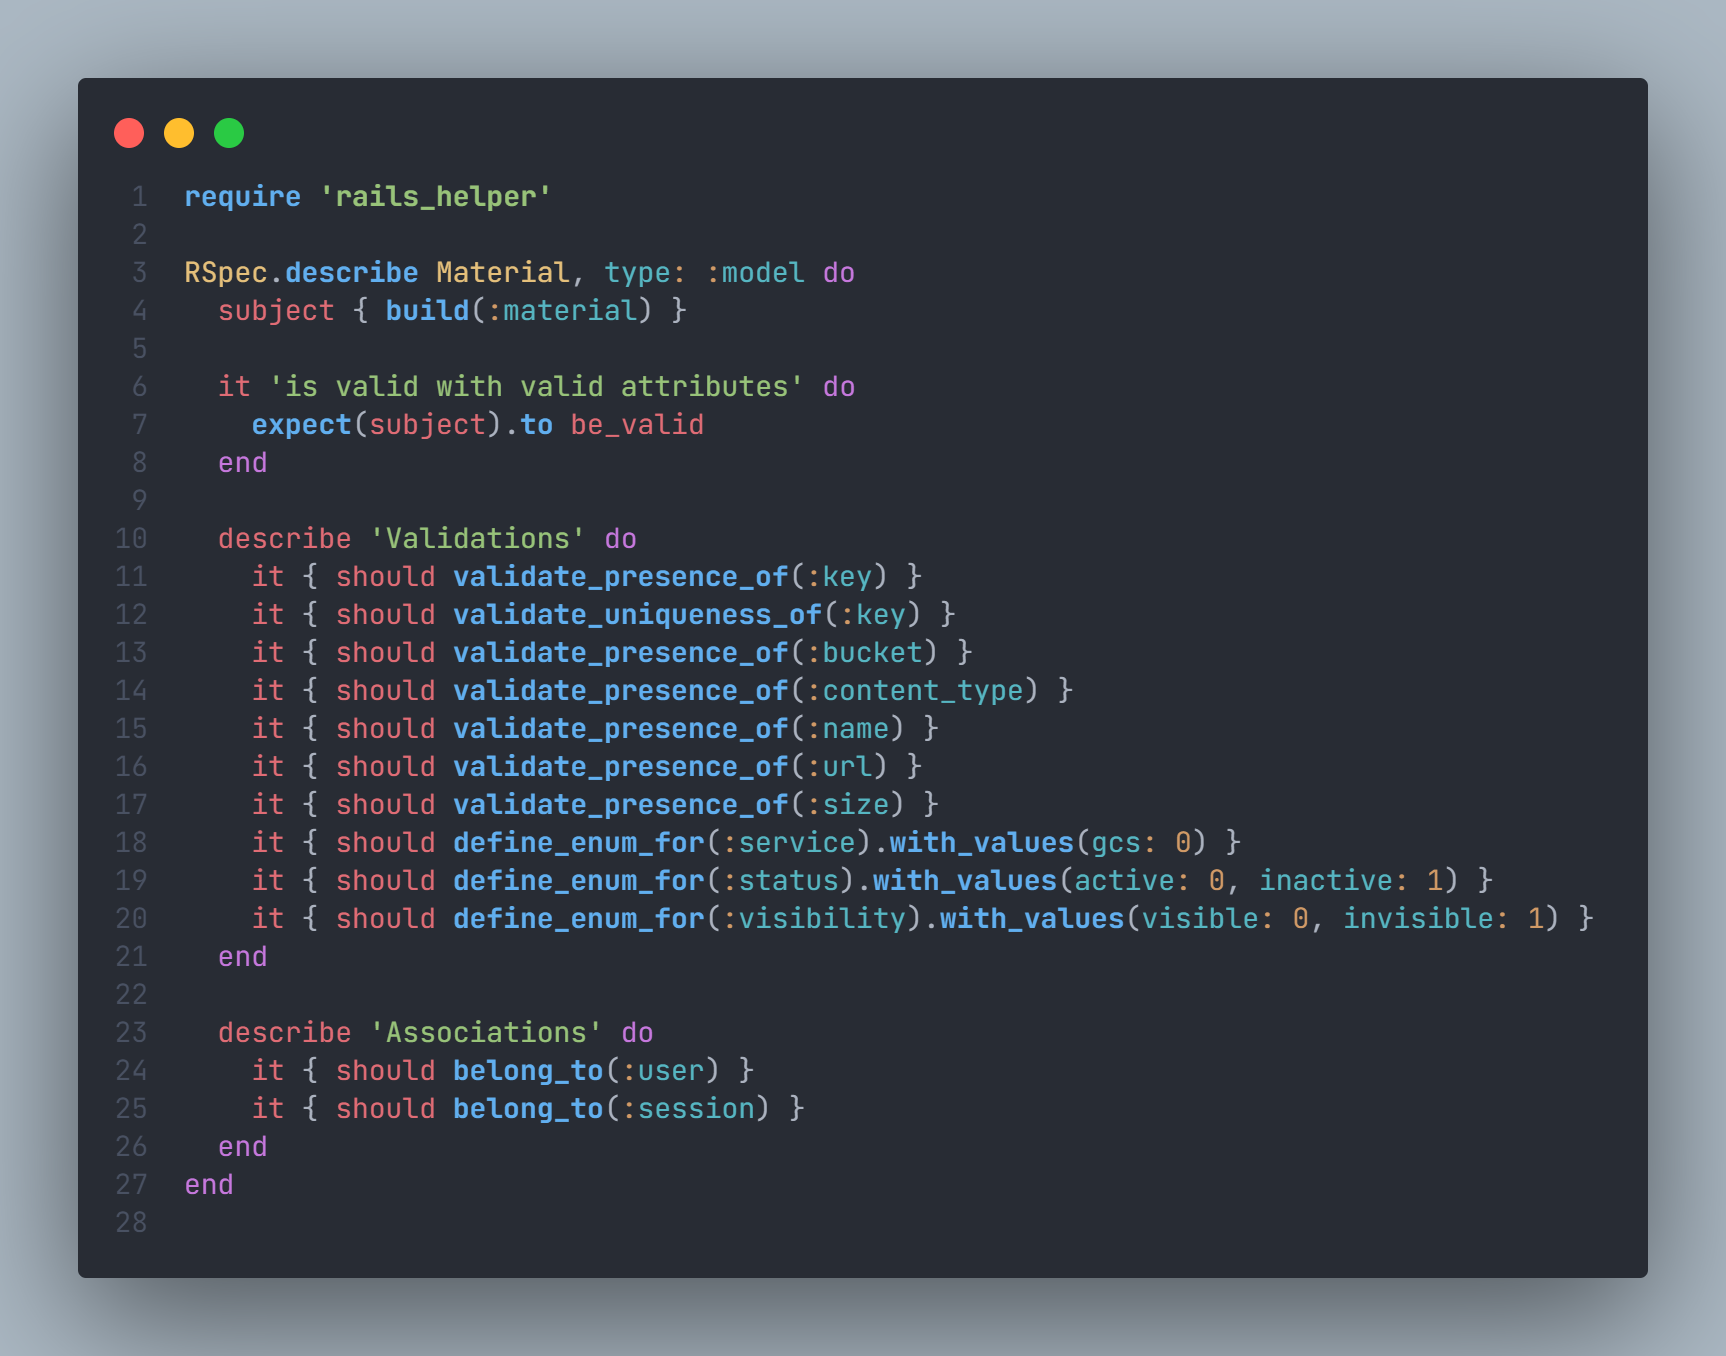 1 require 'rails_helper'
2
3 RSpec.describe Material, type: :model do
4   subject { build(:material) }
5
6   it 'is valid with valid attributes' do
7     expect(subject).to be_valid
8   end
9
10   describe 'Validations' do
11     it { should validate_presence_of(:key) }
12     it { should validate_uniqueness_of(:key) }
13     it { should validate_presence_of(:bucket) }
14     it { should validate_presence_of(:content_type) }
15     it { should validate_presence_of(:name) }
16     it { should validate_presence_of(:url) }
17     it { should validate_presence_of(:size) }
18     it { should define_enum_for(:service).with_values(gcs: 0) }
19     it { should define_enum_for(:status).with_values(active: 0, inactive: 1) }
20     it { should define_enum_for(:visibility).with_values(visible: 0, invisible: 1) }
21   end
22
23   describe 'Associations' do
24     it { should belong_to(:user) }
25     it { should belong_to(:session) }
26   end
27 end
28